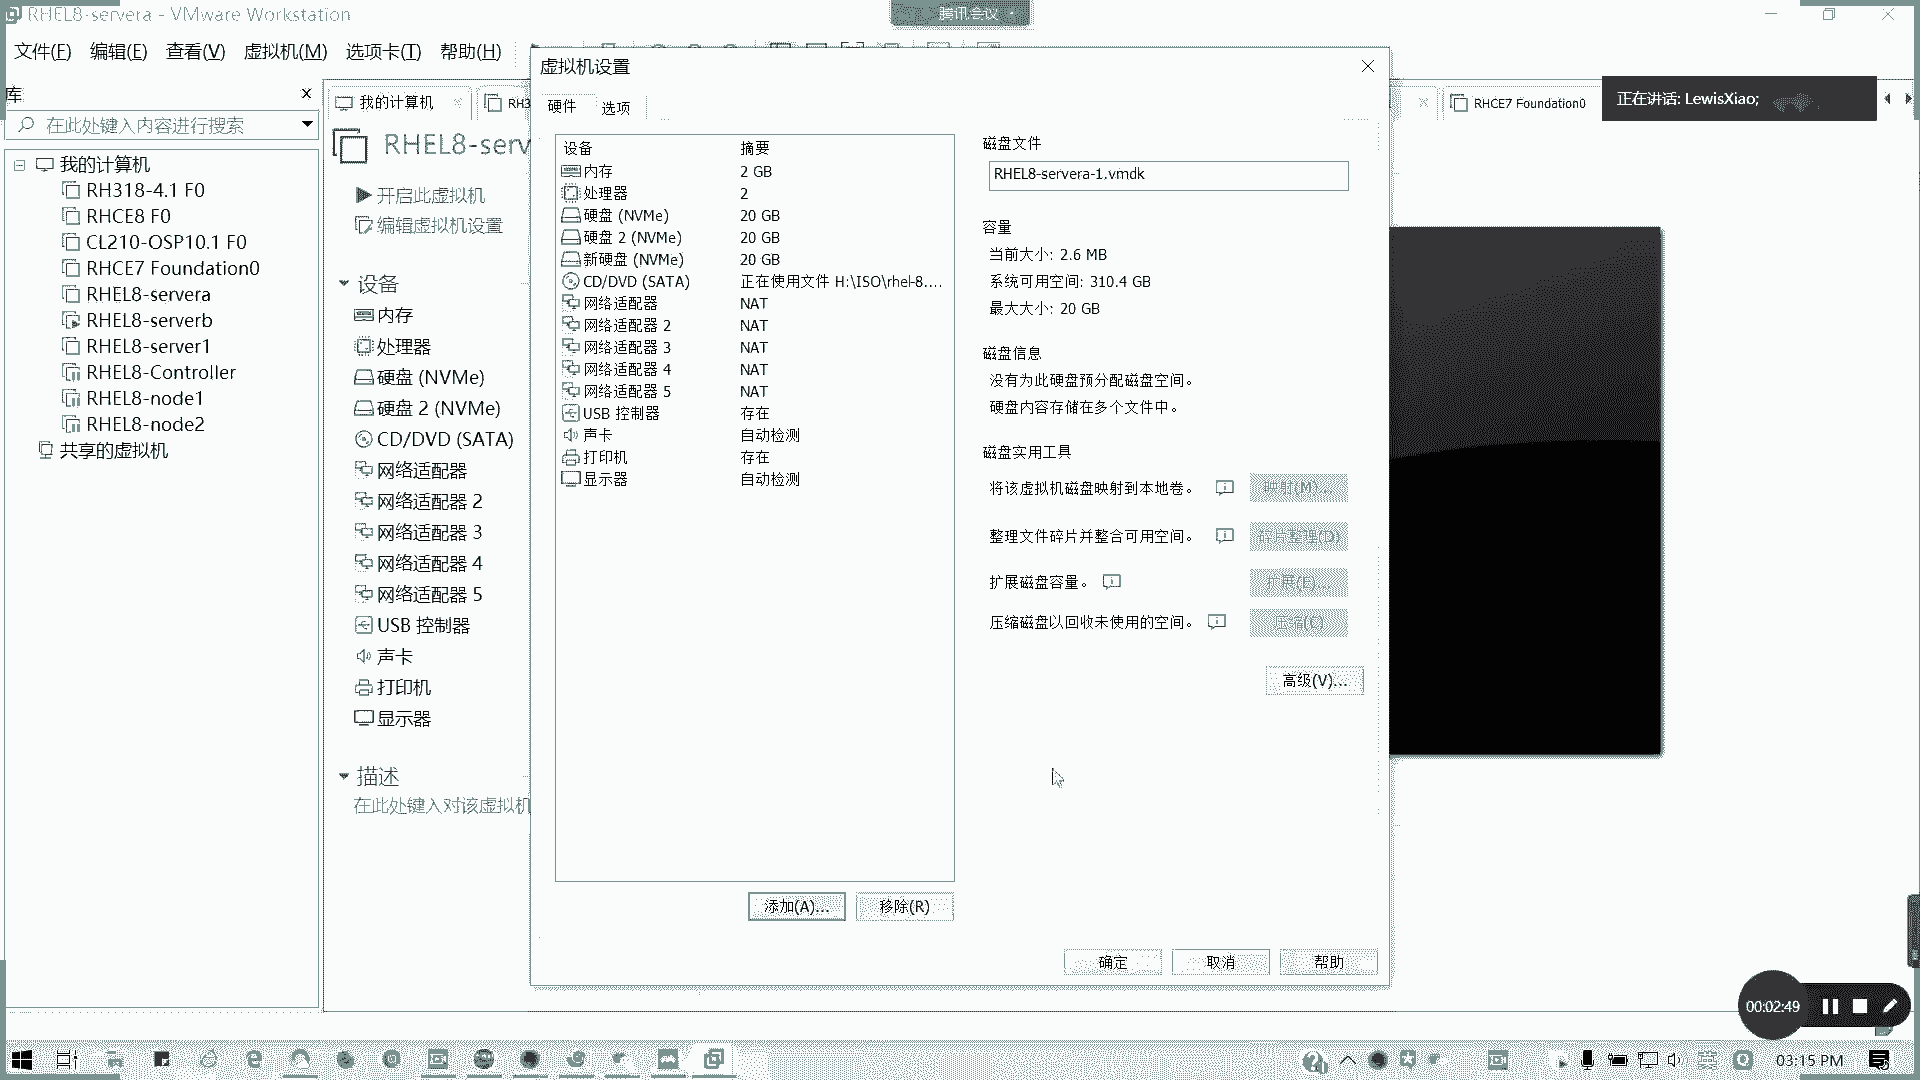 RHEL8-servera - VMware Workstation
腾讯会议
文件(F) 编辑(E) 查看(V) 虚拟机(M) 选项卡(T) 帮助(H)
库
在此处键入内容进行搜索
我的计算机
RH318-4.1 F0
RHCE8 F0
CL210-OSP10.1 F0
RHCE7 Foundation0
RHEL8-servera
RHEL8-serverb
RHEL8-server1
RHEL8-Controller
RHEL8-node1
RHEL8-node2
共享的虚拟机
我的计算机
RH3
RHCE7 Foundation0
正在讲话: LewisXiao;
RHEL8-serv
开启此虚拟机
编辑虚拟机设置
设备
内存
处理器
硬盘 (NVMe)
硬盘 2 (NVMe)
CD/DVD (SATA)
网络适配器
网络适配器 2
网络适配器 3
网络适配器 4
网络适配器 5
USB 控制器
声卡
打印机
显示器
描述
在此处键入对该虚拟机
虚拟机设置
硬件 选项
设备 摘要
内存 2 GB
处理器 2
硬盘 (NVMe) 20 GB
硬盘 2 (NVMe) 20 GB
新硬盘 (NVMe) 20 GB
CD/DVD (SATA) 正在使用文件 H:\ISO\rhel-8....
网络适配器 NAT
网络适配器 2 NAT
网络适配器 3 NAT
网络适配器 4 NAT
网络适配器 5 NAT
USB 控制器 存在
声卡 自动检测
打印机 存在
显示器 自动检测
添加(A)... 移除(R)
磁盘文件
RHEL8-servera-1.vmdk
容量
当前大小: 2.6 MB
系统可用空间: 310.4 GB
最大大小: 20 GB
磁盘信息
没有为此硬盘预分配磁盘空间。
硬盘内容存储在多个文件中。
磁盘实用工具
将该虚拟机磁盘映射到本地卷。 映射(M)...
整理文件碎片并整合可用空间。 碎片整理(D)
扩展磁盘容量。 扩展(E)...
压缩磁盘以回收未使用的空间。 压缩(C)
高级(V)...
确定 取消 帮助
00:02:49
英
03:15 PM